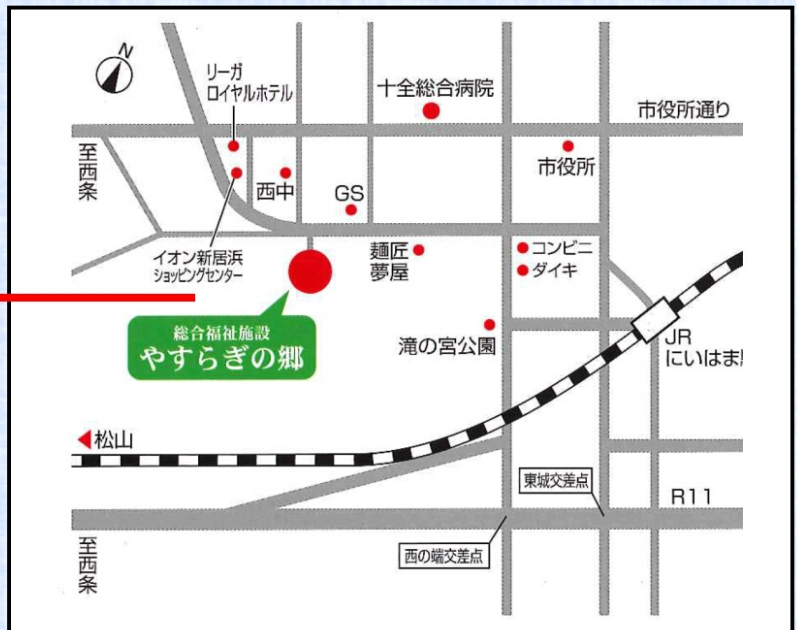 N
リーガ
ロイヤルホテル
十全総合病院
市役所通り
至西条
市役所
西中
GS
イオン新居浜
ショッピングセンター
麺匠
夢屋
コンビニ
ダイキ
総合福祉施設
やすらぎの郷
滝の宮公園
JR
にいはま
松山
東城交差点
R11
西の端交差点
至西条